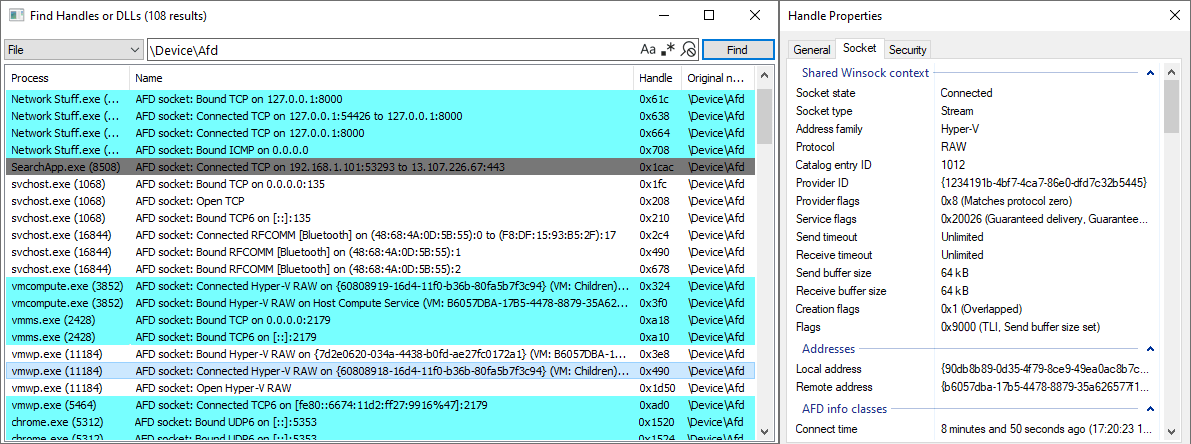 Find Handles or DLLs (108 results)
File \Device\Afd Aa .* Find
Process Name Handle Original n...
Network Stuff.exe (... AFD socket: Bound TCP on 127.0.0.1:8000 0x61c \Device\Afd
Network Stuff.exe (... AFD socket: Connected TCP on 127.0.0.1:54426 to 127.0.0.1:8000 0x638 \Device\Afd
Network Stuff.exe (... AFD socket: Connected TCP on 127.0.0.1:8000 0x664 \Device\Afd
Network Stuff.exe (... AFD socket: Bound ICMP on 0.0.0.0 0x708 \Device\Afd
SearchApp.exe (8508) AFD socket: Connected TCP on 192.168.1.101:53293 to 13.107.226.67:443 0x1cac \Device\Afd
svchost.exe (1068) AFD socket: Bound TCP on 0.0.0.0:135 0x1fc \Device\Afd
svchost.exe (1068) AFD socket: Open TCP 0x208 \Device\Afd
svchost.exe (1068) AFD socket: Bound TCP6 on [::]:135 0x210 \Device\Afd
svchost.exe (16844) AFD socket: Connected RFCOMM [Bluetooth] on (48:68:4A:0D:5B:55):0 to (F8:DF:15:93:B5:2F):17 0x2c4 \Device\Afd
svchost.exe (16844) AFD socket: Bound RFCOMM [Bluetooth] on (48:68:4A:0D:5B:55):1 0x490 \Device\Afd
svchost.exe (16844) AFD socket: Bound RFCOMM [Bluetooth] on (48:68:4A:0D:5B:55):2 0x678 \Device\Afd
vmcompute.exe (3852) AFD socket: Connected Hyper-V RAW on {60808919-16d4-11f0-b36b-80fa5b7f3c94} (VM: Children)... 0x324 \Device\Afd
vmcompute.exe (3852) AFD socket: Bound Hyper-V RAW on Host Compute Service (VM: B6057DBA-17B5-4478-8879-35A62... 0x3f0 \Device\Afd
vmms.exe (2428) AFD socket: Bound TCP on 0.0.0.0:2179 0xa18 \Device\Afd
vmms.exe (2428) AFD socket: Bound TCP6 on [::]:2179 0xa10 \Device\Afd
vmwp.exe (11184) AFD socket: Bound Hyper-V RAW on {7d2e0620-034a-4438-b0fd-ae27fc0172a1} (VM: B6057DBA-1... 0x3e8 \Device\Afd
vmwp.exe (11184) AFD socket: Connected Hyper-V RAW on {60808918-16d4-11f0-b36b-80fa5b7f3c94} (VM: Children)... 0x490 \Device\Afd
vmwp.exe (11184) AFD socket: Open Hyper-V RAW 0x1d50 \Device\Afd
vmwp.exe (5464) AFD socket: Connected TCP6 on [fe80::6674:11d2:ff27:9916%47]:2179 0xad0 \Device\Afd
chrome.exe (5312) AFD socket: Bound UDP6 on [::]:5353 0x1520 \Device\Afd
chrome.exe (5312) AFD socket: Bound UDP6 on [::]:5353 0x1524 \Device\Afd
Handle Properties
General Socket Security
Shared Winsock context
Socket state Connected
Socket type Stream
Address family Hyper-V
Protocol RAW
Catalog entry ID 1012
Provider ID {1234191b-4bf7-4ca7-86e0-dfd7c32b5445}
Provider flags 0x8 (Matches protocol zero)
Service flags 0x20026 (Guaranteed delivery, Guarantee...
Send timeout Unlimited
Receive timeout Unlimited
Send buffer size 64 kB
Receive buffer size 64 kB
Creation flags 0x1 (Overlapped)
Flags 0x9000 (TLI, Send buffer size set)
Addresses
Local address {90db8b89-0d35-4f79-8ce9-49ea0ac8b7c...
Remote address {b6057dba-17b5-4478-8879-35a626577f1...
AFD info classes
Connect time 8 minutes and 50 seconds ago (17:20:23 1...